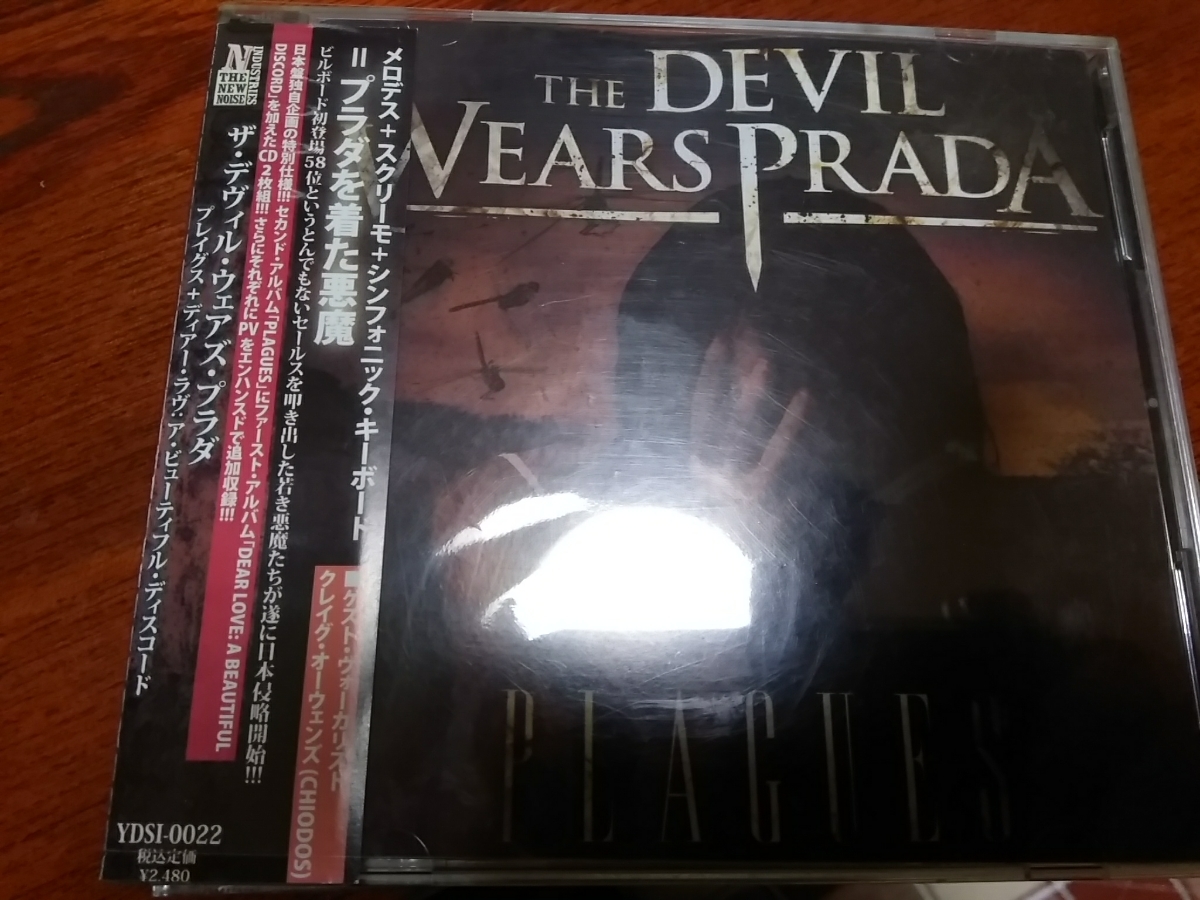 THE DEVIL
WEARS PRADA
PLAGUES
メロデス+スクリーモ+シンフォニック・キーボード
=プラダを着た悪魔
ビルボード初登場58位というとんでもないセールスを叩き出した若き悪魔たちが遂に日本侵略開始!!!
日本盤独自企画の特別仕様!!! セカンド・アルバム「PLAGUES」にファースト・アルバム「DEAR LOVE: A BEAUTIFUL
DISCORD」を加えたCD2枚組!!! さらにそれぞれにPVをエンハンスドで追加収録!!!
■ゲスト・ヴォーカリスト
クレイグ・オーウェンズ (CHIODOS)
N
THE NEW NOISE
INDUSTRIES
ザ・デヴィル・ウェアズ・プラダ
プレイグス+ディアー・ラヴ:ア・ビューティフル・ディスコード
YDSI-0022
税込定価
¥2,480